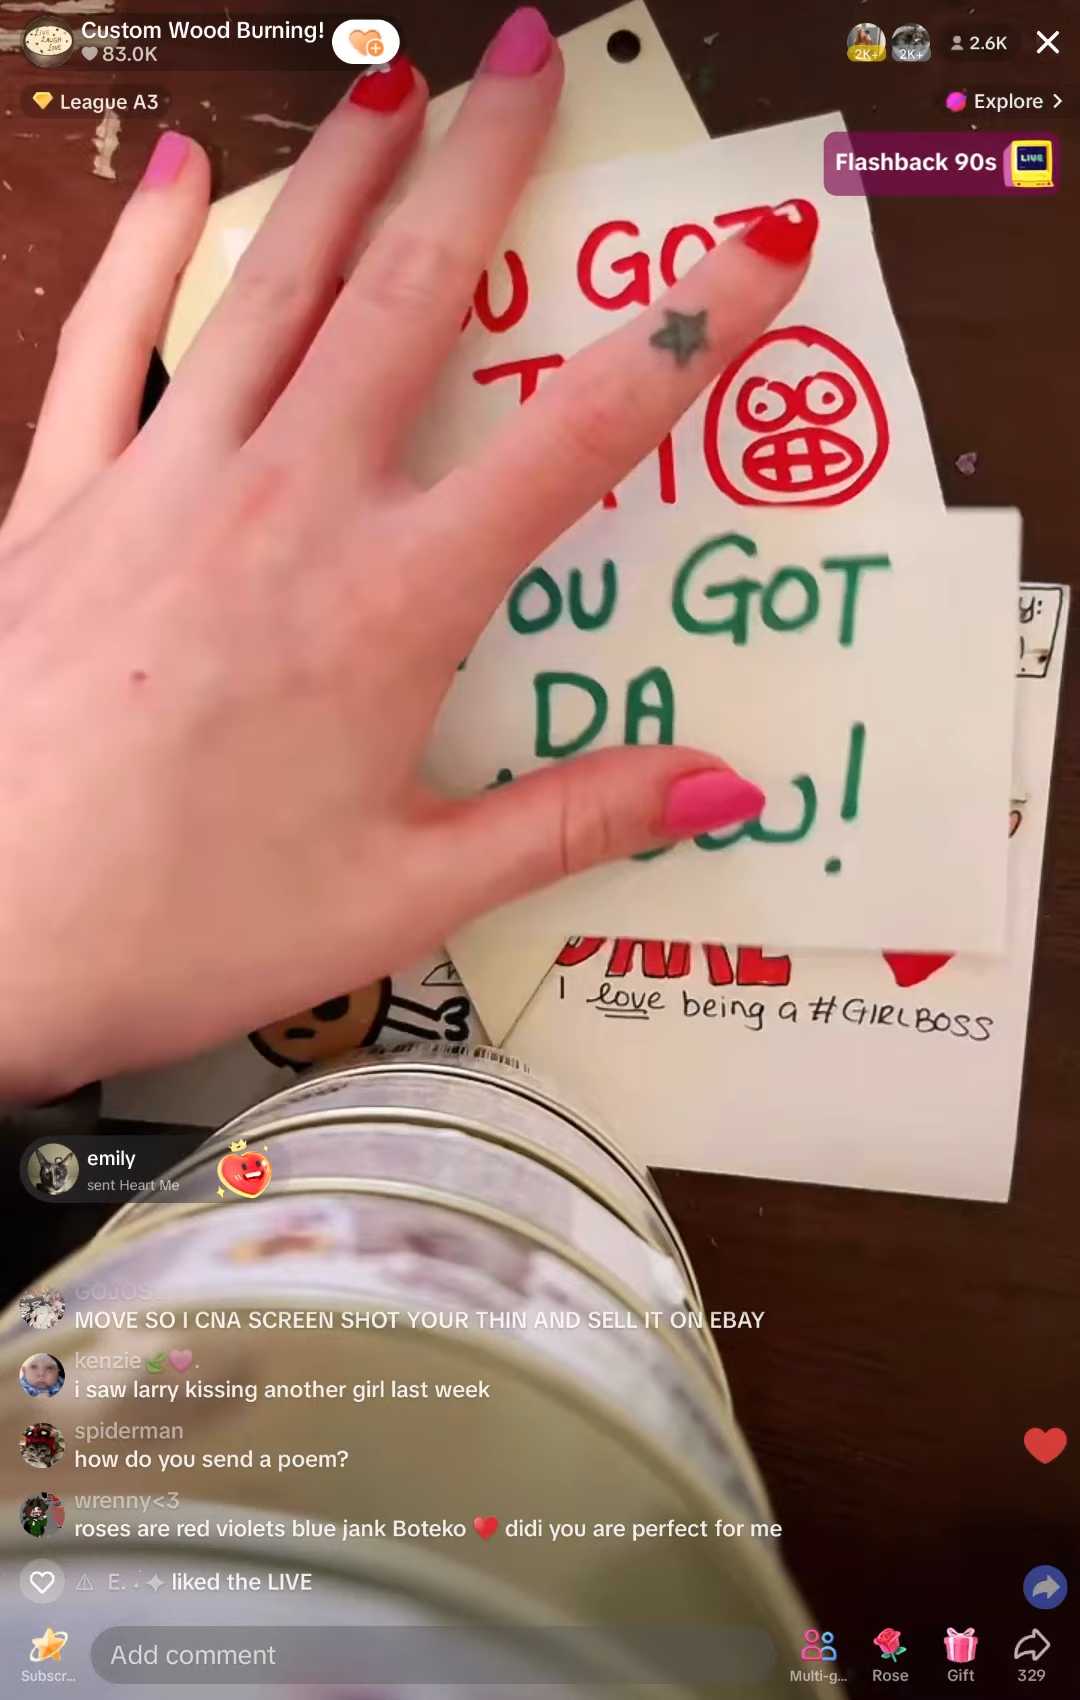 Custom Wood Burning!
83.0K
2K+
2K+
2.6K
League A3
Explore
Flashback 90s
LIVE
U GOT
OU GOT
DA
!
I love being a #GIRLBOSS
emily
sent Heart Me
MOVE SO I CNA SCREEN SHOT YOUR THIN AND SELL IT ON EBAY
kenzie🌿💗.
i saw larry kissing another girl last week
spiderman
how do you send a poem?
wrenny<3
roses are red violets blue jank Boteko ❤️ didi you are perfect for me
⚠ E. . ✦ liked the LIVE
Subscr...
Add comment
Multi-g...
Rose
Gift
329